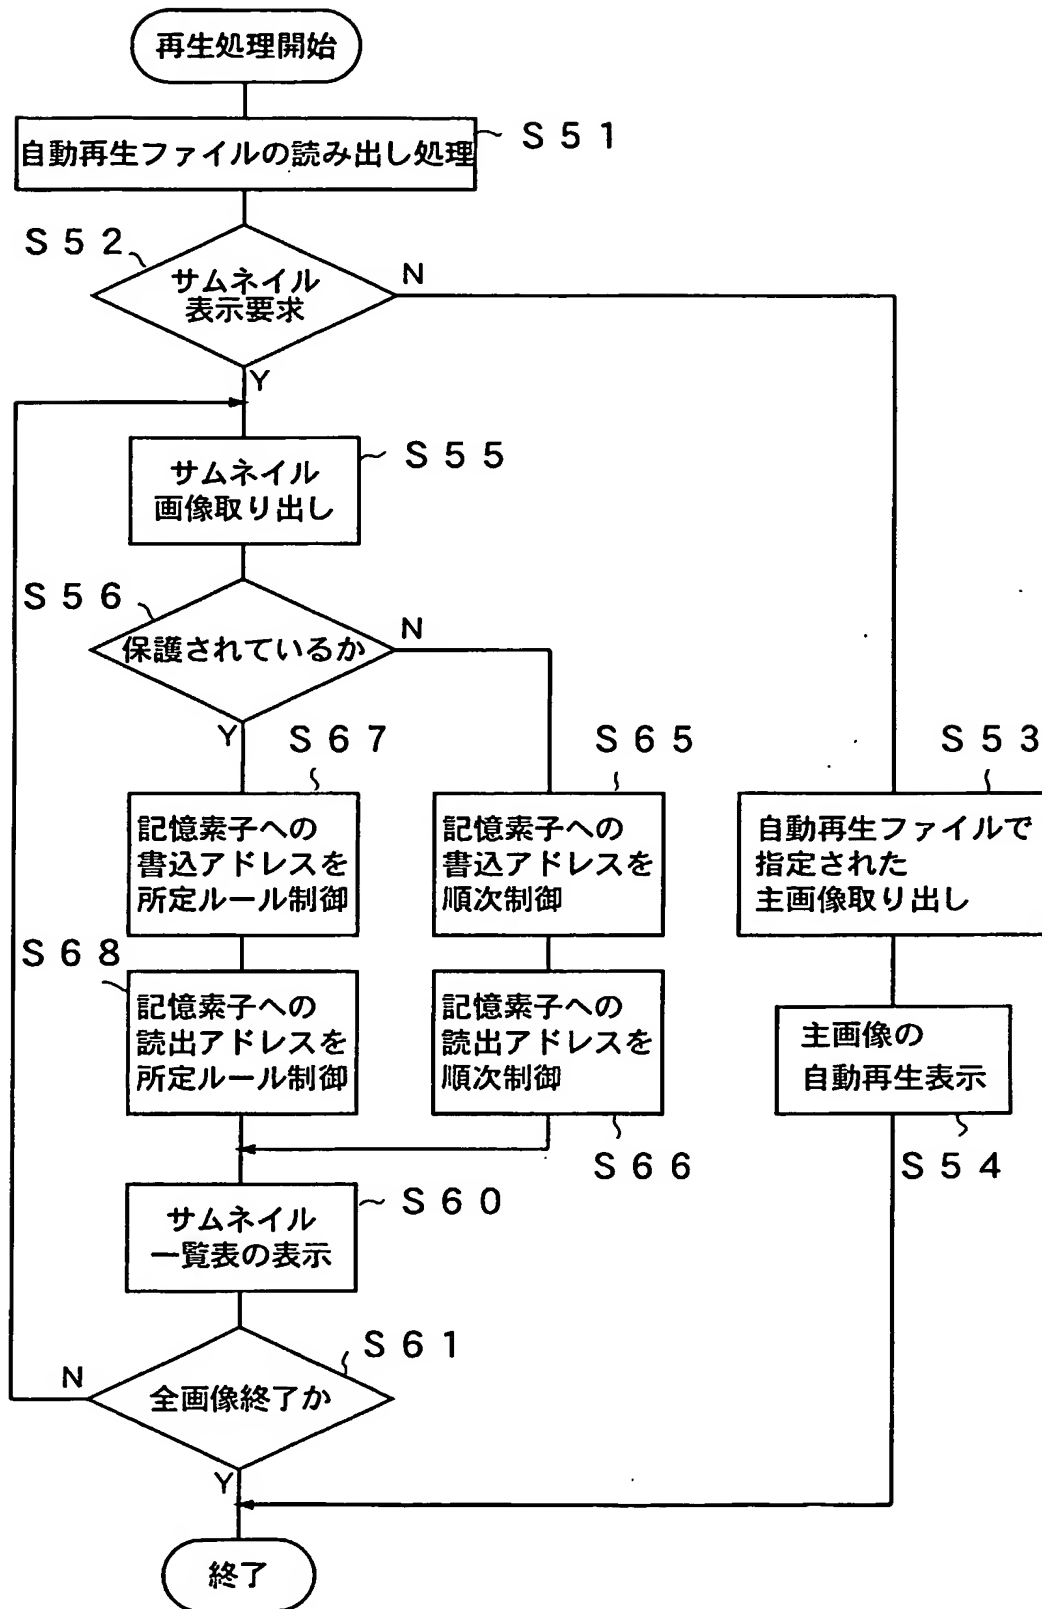 再生処理開始
自動再生ファイルの読み出し処理
S51
S52
サムネイル
表示要求
N
Y
サムネイル
画像取り出し
S55
S56
保護されているか
N
Y
S67
記憶素子への
書込アドレスを
所定ルール制御
S65
記憶素子への
書込アドレスを
順次制御
S53
自動再生ファイルで
指定された
主画像取り出し
S68
記憶素子への
読出アドレスを
所定ルール制御
記憶素子への
読出アドレスを
順次制御
S66
主画像の
自動再生表示
S54
サムネイル
一覧表の表示
S60
S61
全画像終了か
N
Y
終了